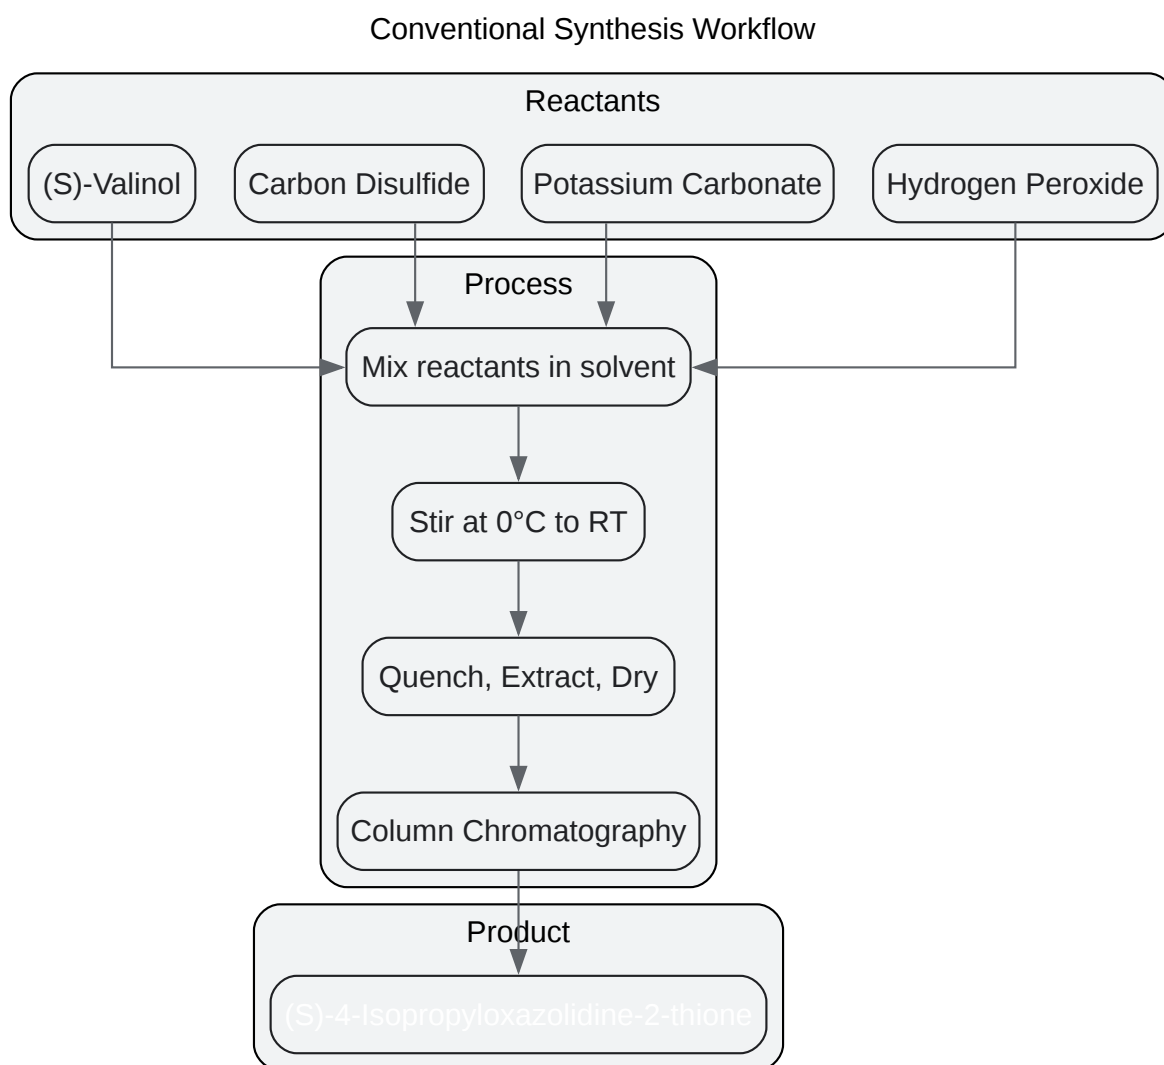 Conventional Synthesis Workflow
Reactants
(S)-Valinol
Carbon Disulfide
Potassium Carbonate
Hydrogen Peroxide
Process
Mix reactants in solvent
Stir at 0°C to RT
Quench, Extract, Dry
Column Chromatography
Product
(S)-4-Isopropyloxazolidine-2-thione